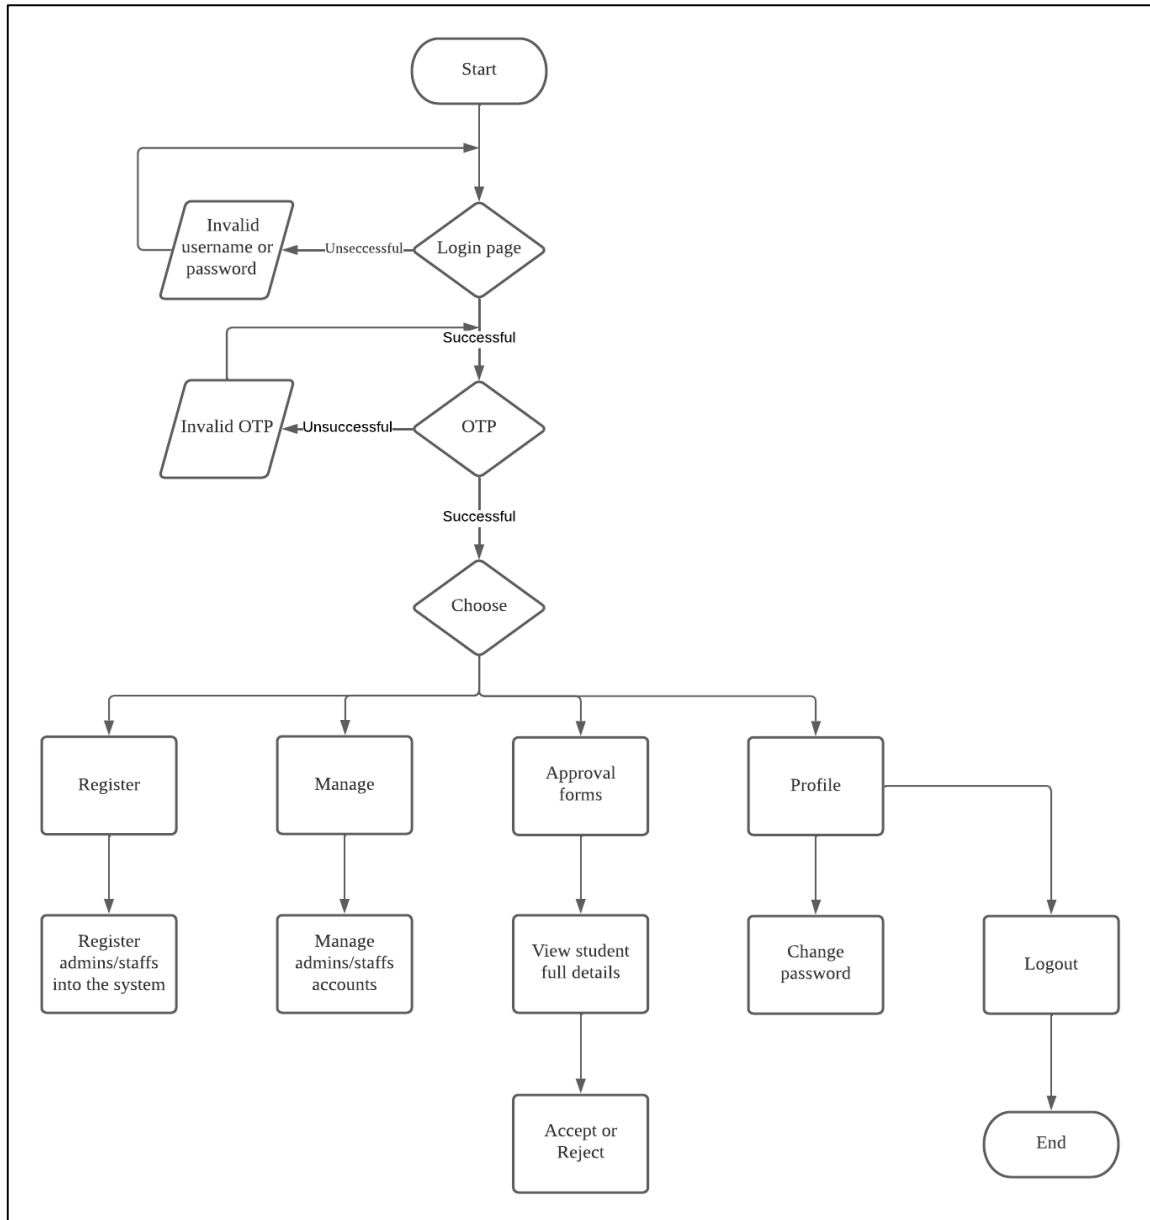 Start
Invalid
username or
password
Unseccessful
Login page
Successful
Invalid OTP
Unsuccessful
OTP
Successful
Choose
Register
Manage
Approval
forms
Profile
Register
admins/staffs
into the system
Manage
admins/staffs
accounts
View student
full details
Change
password
Logout
Accept or
Reject
End